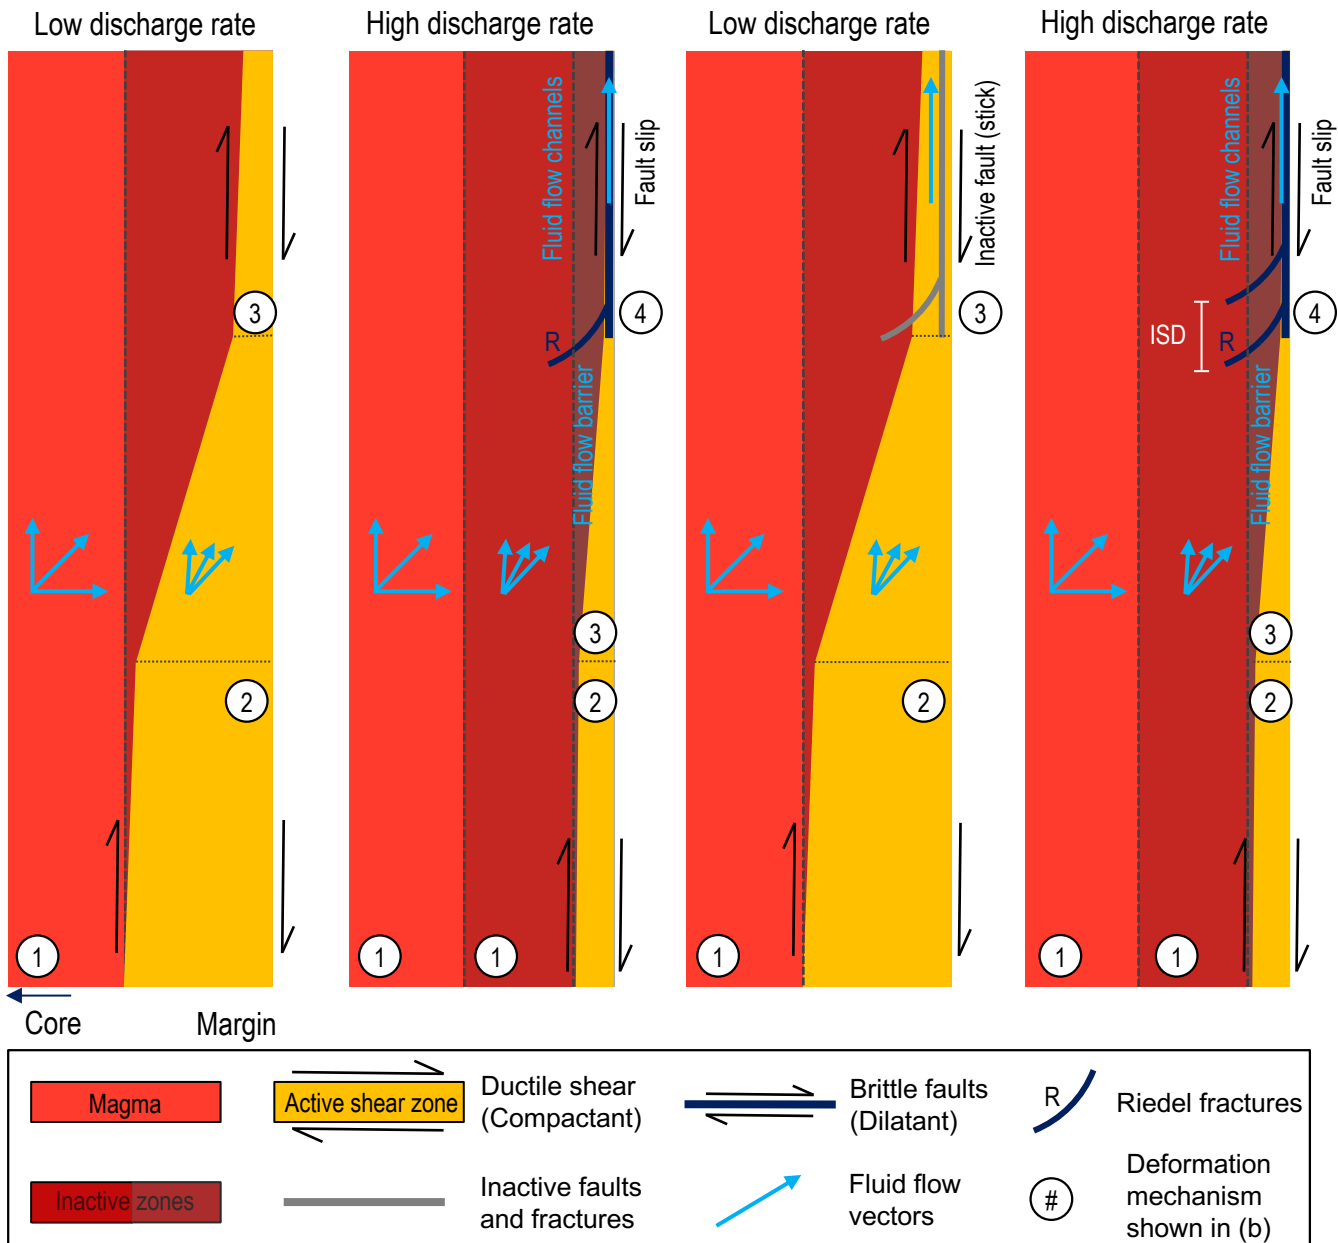 Low discharge rate
High discharge rate
Low discharge rate
High discharge rate
3
2
1
Fluid flow channels
Fault slip
4
R
Fluid flow barrier
3
2
1
1
Inactive fault (stick)
3
2
1
Fluid flow channels
Fault slip
4
ISD
R
Fluid flow barrier
3
2
1
1
Core
Margin
Magma
Active shear zone
Ductile shear
(Compactant)
Brittle faults
(Dilatant)
R
Riedel fractures
Inactive zones
Inactive faults
and fractures
Fluid flow
vectors
#
Deformation
mechanism
shown in (b)